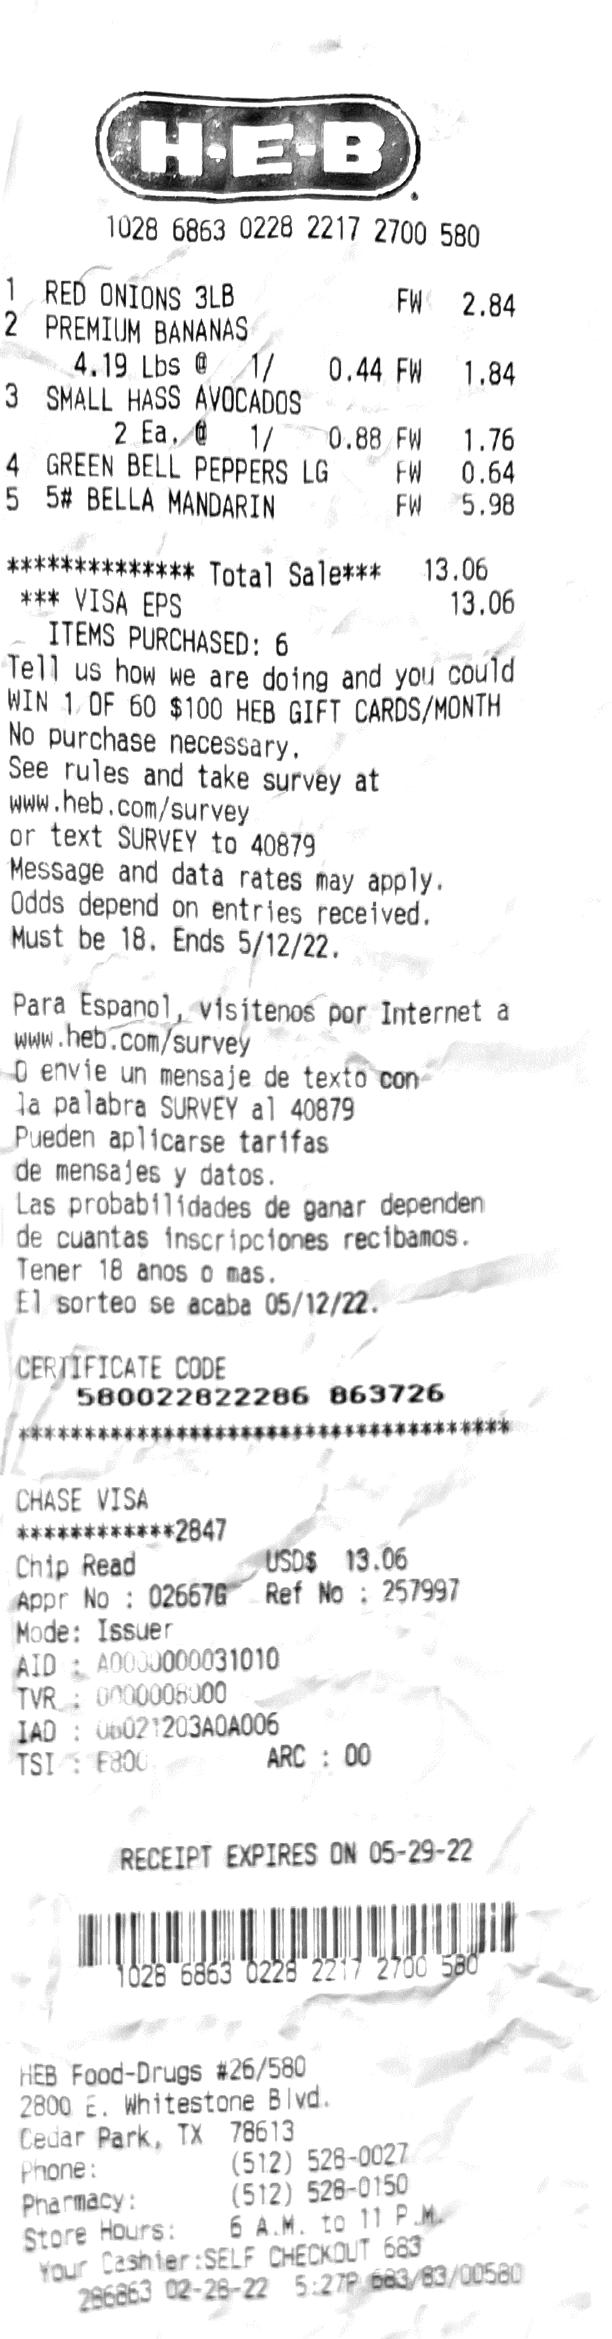 H-E-B
1028 6863 0228 2217 2700 580
1 RED ONIONS 3LB FW 2.84
2 PREMIUM BANANAS
4.19 Lbs @ 1/ 0.44 FW 1.84
3 SMALL HASS AVOCADOS
2 Ea. @ 1/ 0.88 FW 1.76
4 GREEN BELL PEPPERS LG FW 0.64
5 5# BELLA MANDARIN FW 5.98
************** Total Sale*** 13.06
*** VISA EPS 13.06
ITEMS PURCHASED: 6
Tell us how we are doing and you could
WIN 1 OF 60 $100 HEB GIFT CARDS/MONTH
No purchase necessary.
See rules and take survey at
www.heb.com/survey
or text SURVEY to 40879
Message and data rates may apply.
Odds depend on entries received.
Must be 18. Ends 5/12/22.
Para Espanol, visitenos por Internet a
www.heb.com/survey
O envie un mensaje de texto con
la palabra SURVEY al 40879
Pueden aplicarse tarifas
de mensajes y datos.
Las probabilidades de ganar dependen
de cuantas inscripciones recibamos.
Tener 18 anos o mas.
El sorteo se acaba 05/12/22.
CERTIFICATE CODE
580022822286 863726
**************************************
CHASE VISA
************2847
Chip Read USD$ 13.06
Appr No : 02667G Ref No : 257997
Mode: Issuer
AID : A0000000031010
TVR : 0000008000
IAD : 06021203A0A006
TSI : ARC : 00
RECEIPT EXPIRES ON 05-29-22
1028 6863 0228 2217 2700 580
HEB Food-Drugs #26/580
2800 E. Whitestone Blvd.
Cedar Park, TX 78613
Phone: (512) 528-0027
Pharmacy: (512) 528-0150
Store Hours: 6 A.M. to 11 P.M.
Your Cashier:SELF CHECKOUT 683
286863 02-28-22 5:27P 683/83/00580